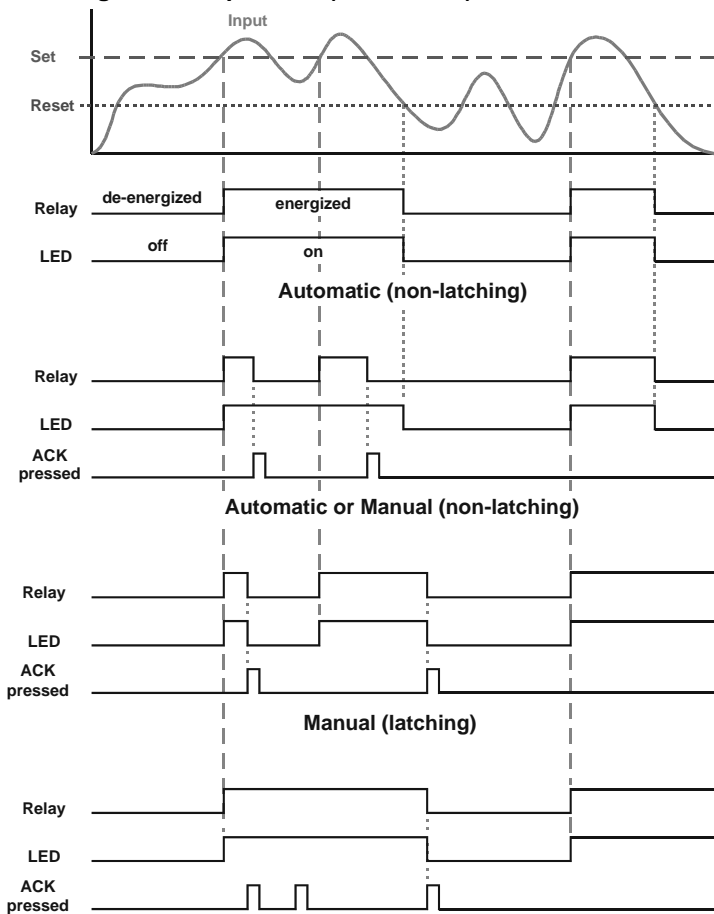 Input
Set
Reset
de-energized
energized
Relay
off
on
LED
Automatic (non-latching)
Relay
LED
ACK
pressed
Automatic or Manual (non-latching)
Relay
LED
ACK
pressed
Manual (latching)
Relay
LED
ACK
pressed